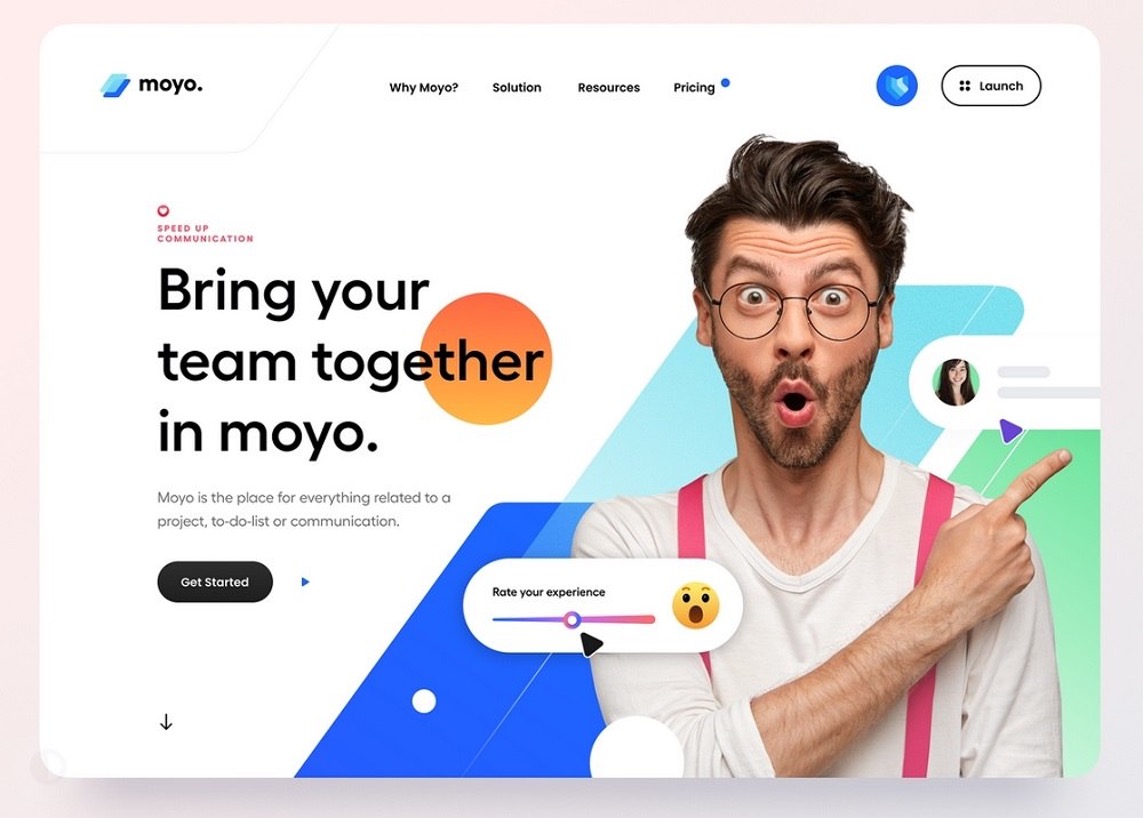 moyo.
Why Moyo?
Solution
Resources
Pricing
Launch
SPEED UP
COMMUNICATION
Bring your
team together
in moyo.
Moyo is the place for everything related to a
project, to-do-list or communication.
Get Started
Rate your experience